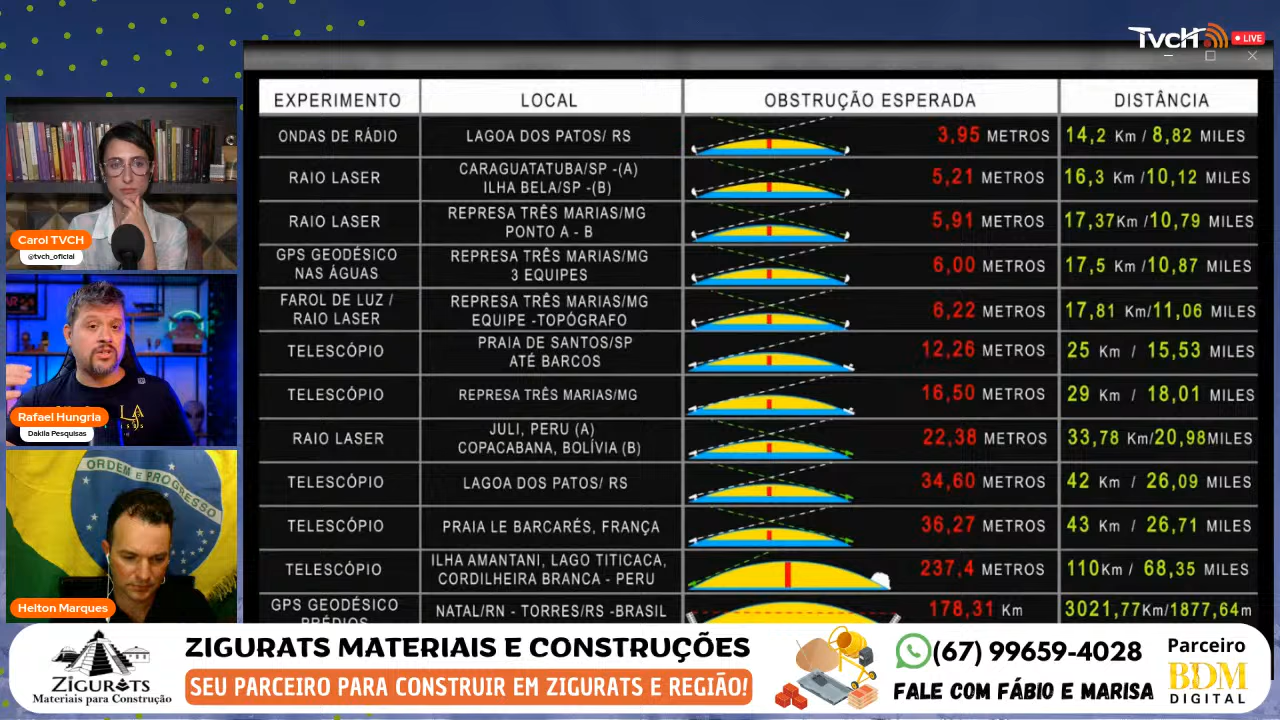 TvcH
LIVE
EXPERIMENTO LOCAL OBSTRUÇÃO ESPERADA DISTÂNCIA
ONDAS DE RÁDIO LAGOA DOS PATOS/ RS 3,95 METROS 14,2 Km / 8,82 MILES
RAIO LASER CARAGUATATUBA/SP -(A)
ILHA BELA/SP -(B) 5,21 METROS 16,3 Km /10,12 MILES
RAIO LASER REPRESA TRÊS MARIAS/MG
PONTO A - B 5,91 METROS 17,37Km /10,79 MILES
GPS GEODÉSICO
NAS ÁGUAS REPRESA TRÊS MARIAS/MG
3 EQUIPES 6,00 METROS 17,5 Km /10,87 MILES
FAROL DE LUZ /
RAIO LASER REPRESA TRÊS MARIAS/MG
EQUIPE -TOPÓGRAFO 6,22 METROS 17,81 Km/11,06 MILES
TELESCÓPIO PRAIA DE SANTOS/SP
ATÉ BARCOS 12,26 METROS 25 Km / 15,53 MILES
TELESCÓPIO REPRESA TRÊS MARIAS/MG 16,50 METROS 29 Km / 18,01 MILES
RAIO LASER JULI, PERU (A)
COPACABANA, BOLÍVIA (B) 22,38 METROS 33,78 Km/20,98MILES
TELESCÓPIO LAGOA DOS PATOS/ RS 34,60 METROS 42 Km / 26,09 MILES
TELESCÓPIO PRAIA LE BARCARÉS, FRANÇA 36,27 METROS 43 Km / 26,71 MILES
TELESCÓPIO ILHA AMANTANI, LAGO TITICACA,
CORDILHEIRA BRANCA - PERU 237,4 METROS 110Km / 68,35 MILES
GPS GEODÉSICO
PRÉDIOS NATAL/RN - TORRES/RS -BRASIL 178,31 Km 3021,77Km/1877,64m
Carol TVCH
@tvch_oficial
Rafael Hungria
Dakila Pesquisas
ORDEM E PROGRESSO
Helton Marques
ZIGURATS
Materiais para Construção
ZIGURATS MATERIAIS E CONSTRUÇÕES
SEU PARCEIRO PARA CONSTRUIR EM ZIGURATS E REGIÃO!
(67) 99659-4028
FALE COM FÁBIO E MARISA
Parceiro
BDM
DIGITAL